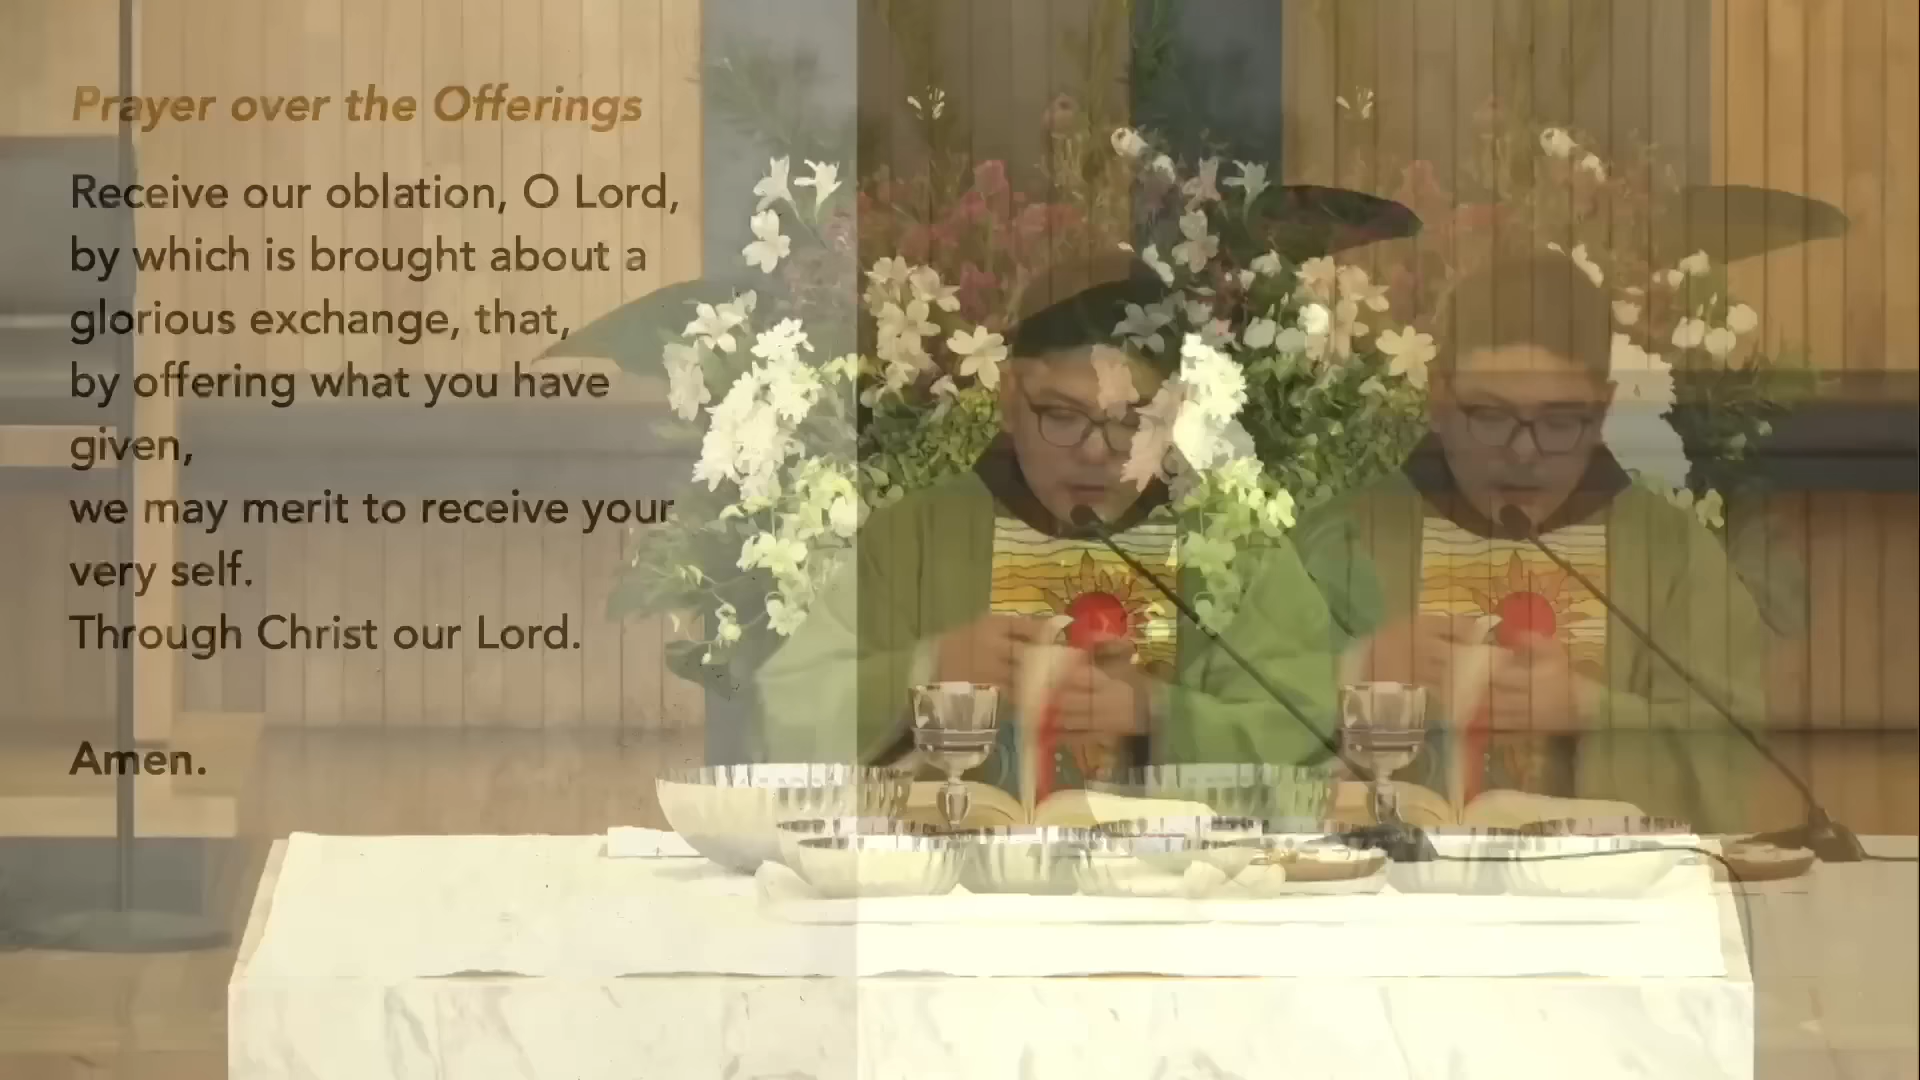 Prayer over the Offerings
Receive our oblation, O Lord,
by which is brought about a
glorious exchange, that,
by offering what you have
given,
we may merit to receive your
very self.
Through Christ our Lord.
Amen.